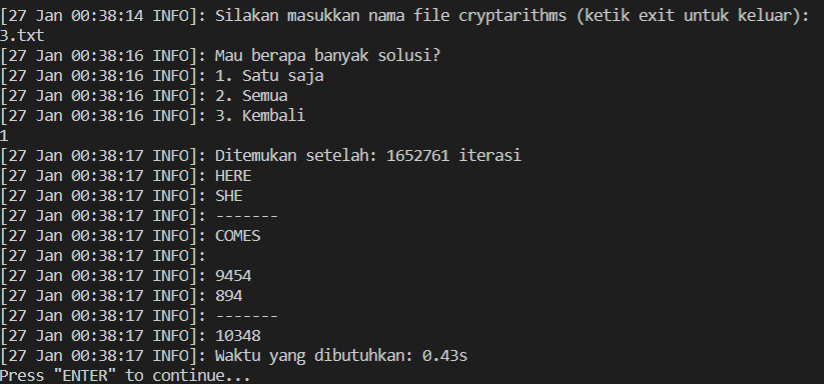 [27 Jan 00:38:14 INFO]: Silakan masukkan nama file cryptarithms (ketik exit untuk keluar):
3.txt
[27 Jan 00:38:16 INFO]: Mau berapa banyak solusi?
[27 Jan 00:38:16 INFO]: 1. Satu saja
[27 Jan 00:38:16 INFO]: 2. Semua
[27 Jan 00:38:16 INFO]: 3. Kembali
1
[27 Jan 00:38:17 INFO]: Ditemukan setelah: 1652761 iterasi
[27 Jan 00:38:17 INFO]: HERE
[27 Jan 00:38:17 INFO]: SHE
[27 Jan 00:38:17 INFO]: -------
[27 Jan 00:38:17 INFO]: COMES
[27 Jan 00:38:17 INFO]:
[27 Jan 00:38:17 INFO]: 9454
[27 Jan 00:38:17 INFO]: 894
[27 Jan 00:38:17 INFO]: -------
[27 Jan 00:38:17 INFO]: 10348
[27 Jan 00:38:17 INFO]: Waktu yang dibutuhkan: 0.43s
Press "ENTER" to continue...